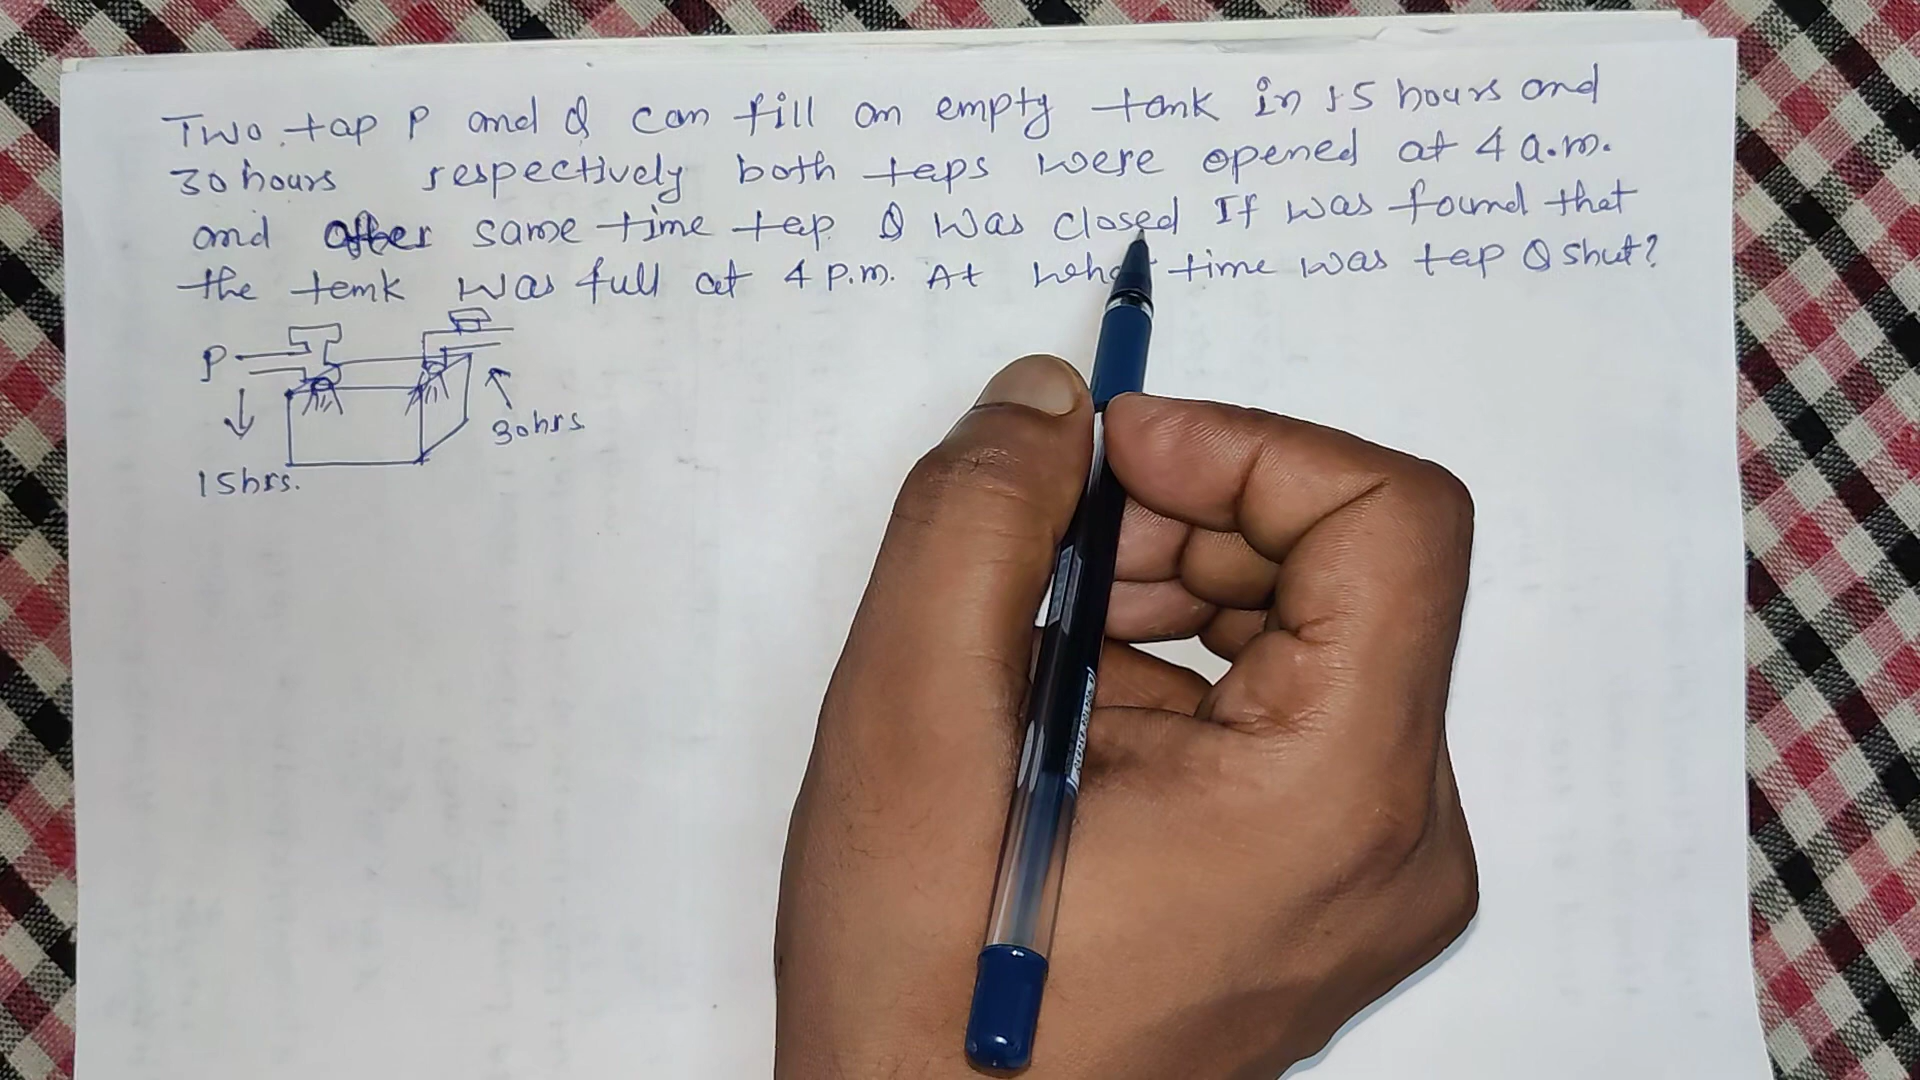 Two tap P and Q can fill an empty tank in 15 hours and
30 hours respectively both taps were opened at 4 a.m.
and after same time tap Q was closed If was found that
the tank was full at 4 p.m. At what time was tap Q shut?
P
30hrs
15hrs.